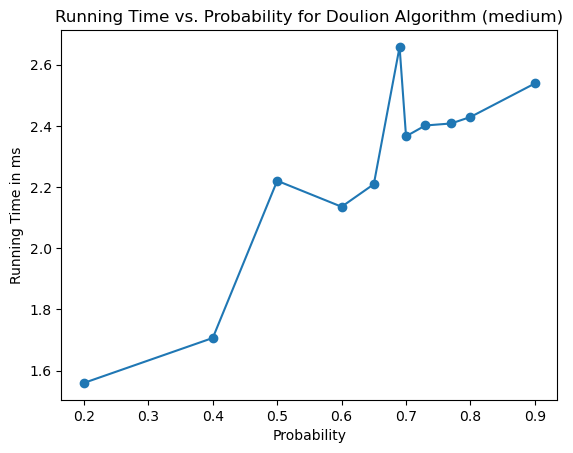 Running Time vs. Probability for Doulion Algorithm (medium)
2.6
2.4
2.2
2.0
1.8
1.6
Running Time in ms
0.2 0.3 0.4 0.5 0.6 0.7 0.8 0.9
Probability